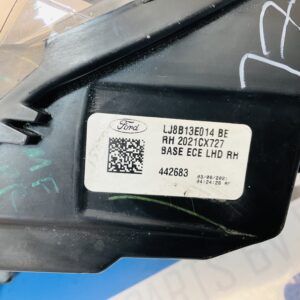 Ford
LJ8B13E014 BE
RH 2021CX727
BASE ECE LHD RH
442683